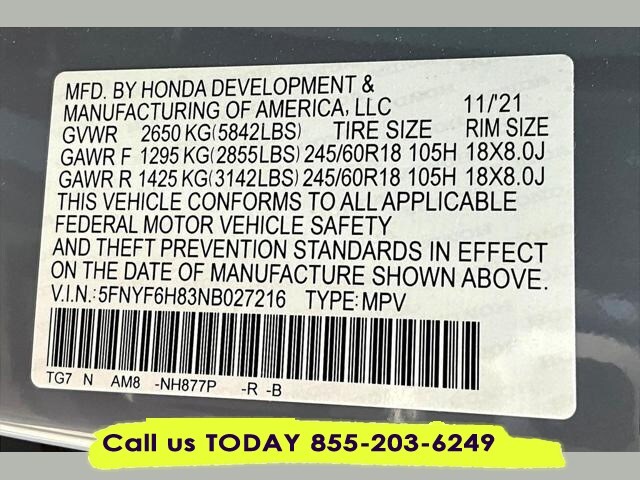 MFD. BY HONDA DEVELOPMENT &
MANUFACTURING OF AMERICA, LLC 11/'21
GVWR 2650 KG(5842LBS) TIRE SIZE RIM SIZE
GAWR F 1295 KG(2855LBS) 245/60R18 105H 18X8.0J
GAWR R 1425 KG(3142LBS) 245/60R18 105H 18X8.0J
THIS VEHICLE CONFORMS TO ALL APPLICABLE
FEDERAL MOTOR VEHICLE SAFETY
AND THEFT PREVENTION STANDARDS IN EFFECT
ON THE DATE OF MANUFACTURE SHOWN ABOVE.
V.I.N.: 5FNYF6H83NB027216 TYPE: MPV
TG7 N AM8 -NH877P -R -B
Call us TODAY 855-203-6249